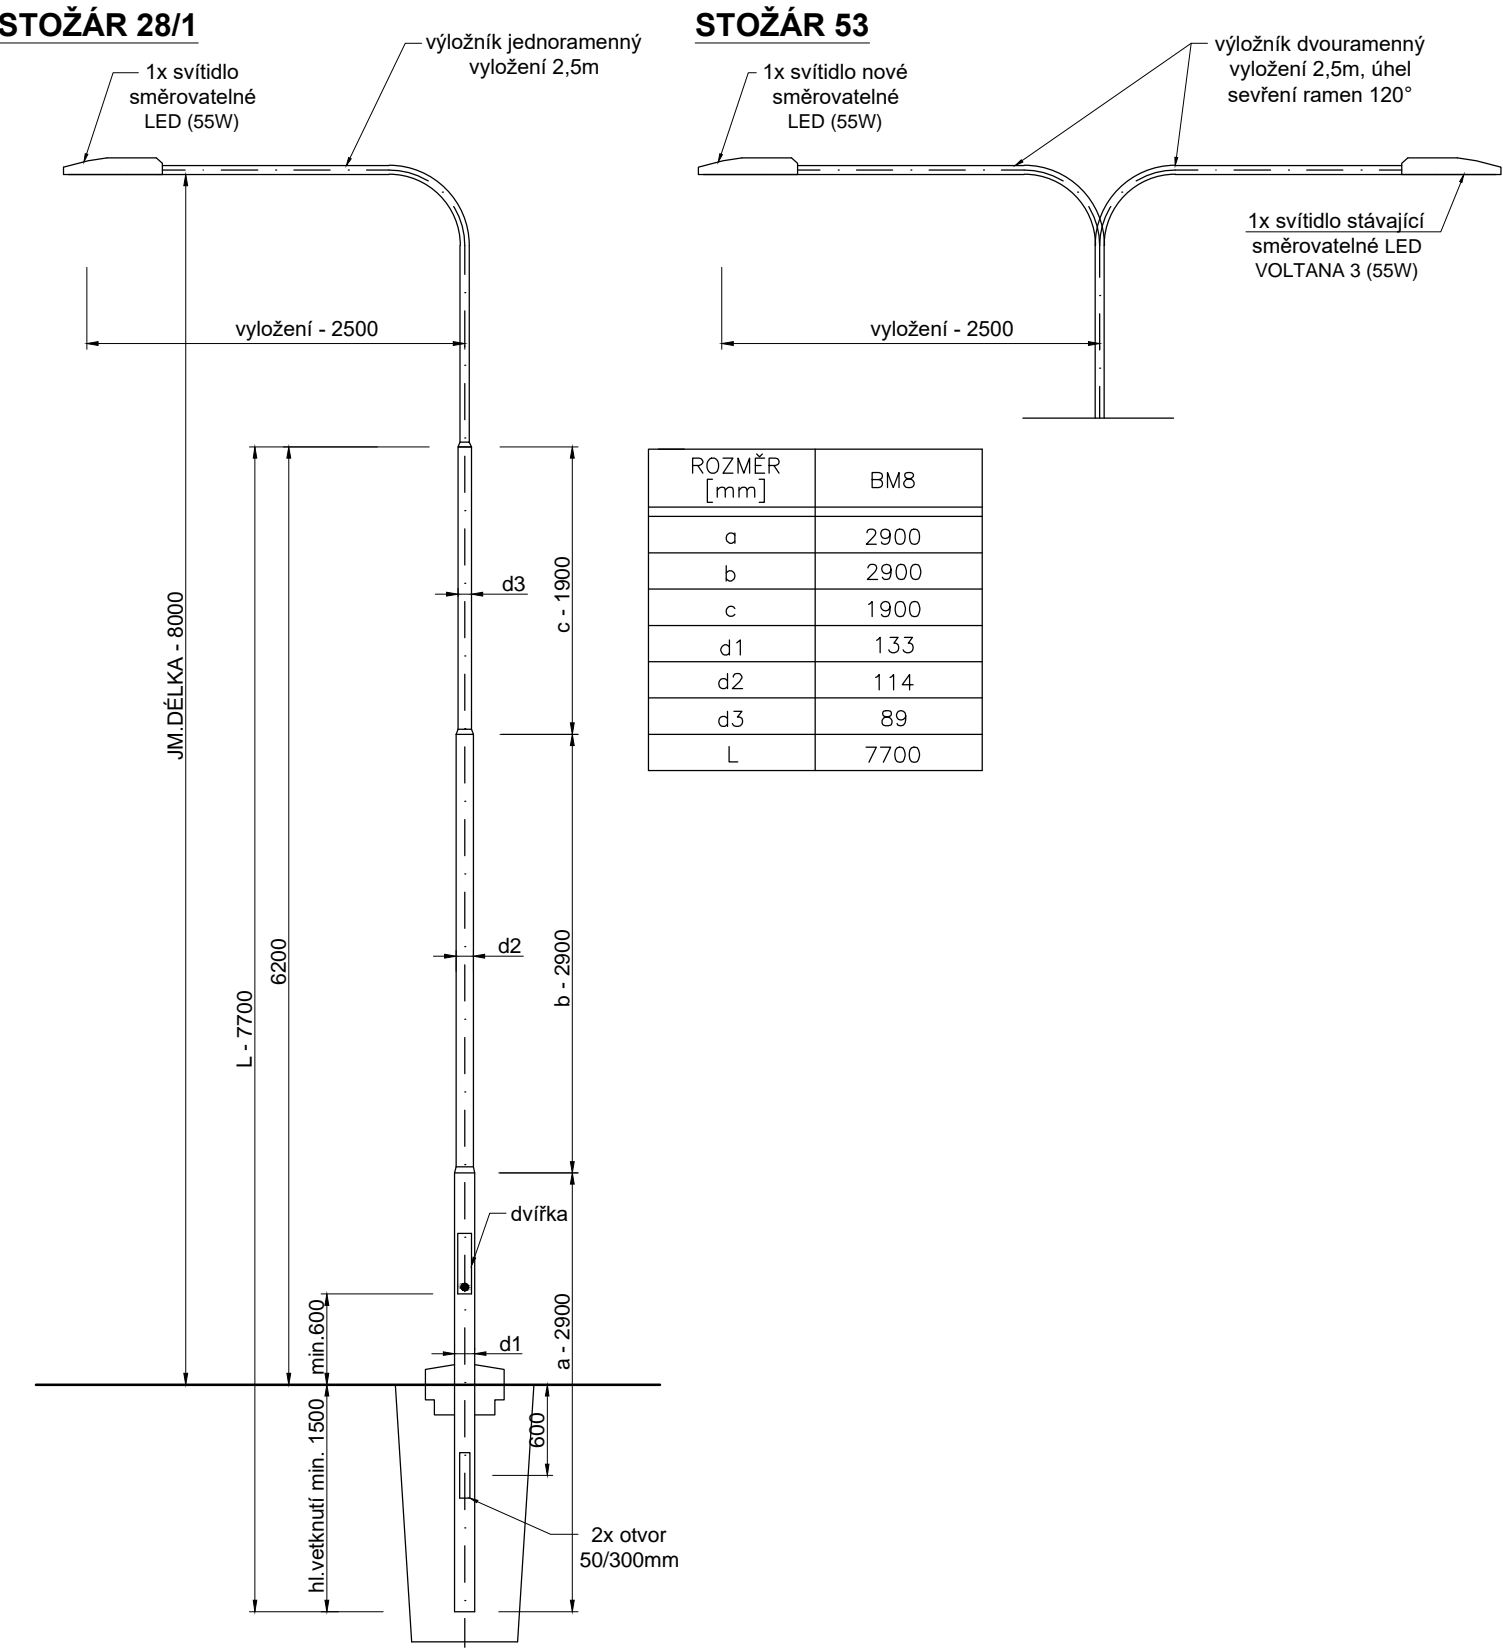 STOŽÁR 28/1
výložník jednoramenný
vyložení 2,5m
1x svítidlo
směrovatelné
LED (55W)
STOŽÁR 53
1x svítidlo nové
směrovatelné
LED (55W)
výložník dvouramenný
vyložení 2,5m, úhel
sevření ramen 120°
1x svítidlo stávající
směrovatelné LED
VOLTANA 3 (55W)
vyložení - 2500
vyložení - 2500
ROZMĚR [mm] BM8
a 2900
b 2900
c 1900
d1 133
d2 114
d3 89
L 7700
JM.DÉLKA - 8000
L - 7700
6200
d3
c - 1900
d2
b - 2900
dvířka
a - 2900
min.600
d1
hl.vetknutí min. 1500
600
2x otvor
50/300mm